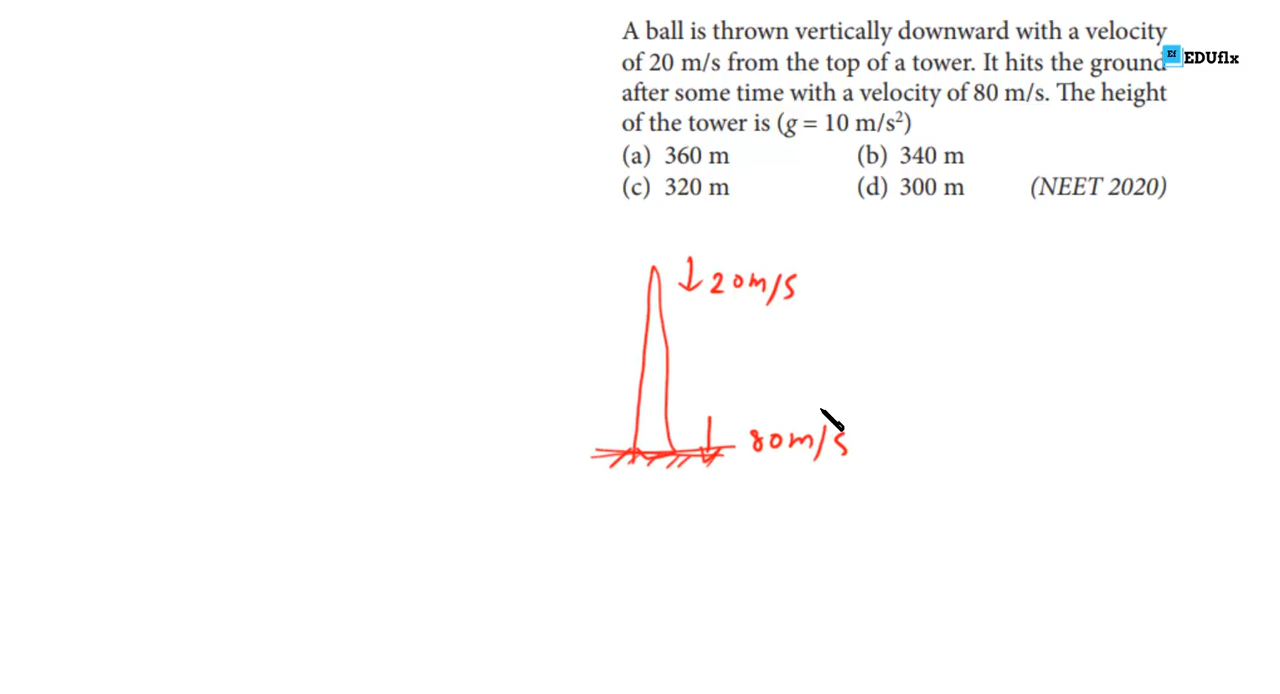 A ball is thrown vertically downward with a velocity
of 20 m/s from the top of a tower. It hits the ground
after some time with a velocity of 80 m/s. The height
of the tower is (g = 10 m/s²)
(a) 360 m (b) 340 m
(c) 320 m (d) 300 m (NEET 2020)
Ef EDUflx
↓20m/s
80m/s